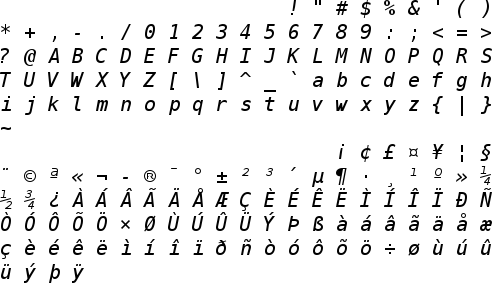 ! " # $ % & ' ( )
* + , - . / 0 1 2 3 4 5 6 7 8 9 : ; < = >
? @ A B C D E F G H I J K L M N O P Q R S
T U V W X Y Z [ \ ] ^ _ ` a b c d e f g h
i j k l m n o p q r s t u v w x y z { | }
~
¡ ¢ £ ¤ ¥ ¦ §
¨ © ª « ¬ - ® ¯ ° ± ² ³ ´ µ ¶ · ¸ ¹ º » ¼
½ ¾ ¿ À Á Â Ã Ä Å Æ Ç È É Ê Ë Ì Í Î Ï Ð Ñ
Ò Ó Ô Õ Ö × Ø Ù Ú Û Ü Ý Þ ß à á â ã ä å æ
ç è é ê ë ì í î ï ð ñ ò ó ô õ ö ÷ ø ù ú û
ü ý þ ÿ